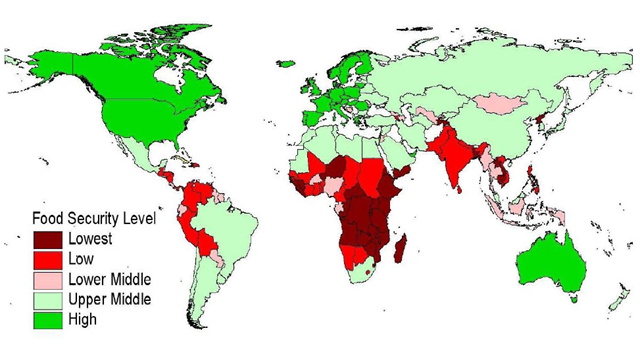 Food Security Level
Lowest
Low
Lower Middle
Upper Middle
High